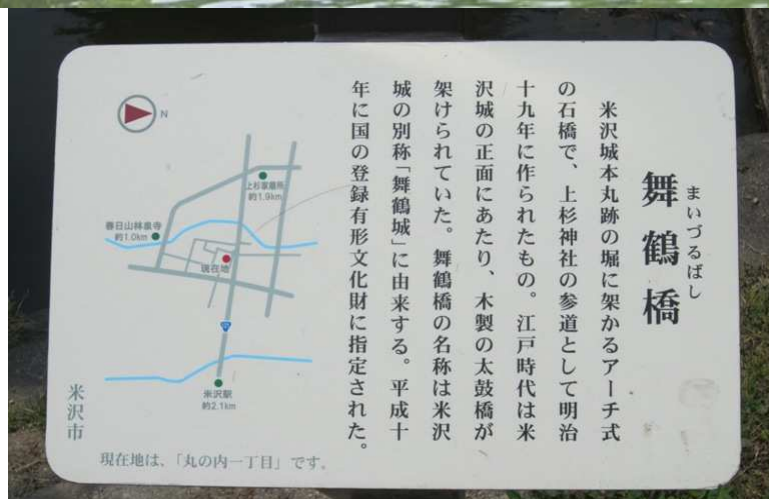 まいづるばし
舞鶴橋
米沢城本丸跡の堀に架かるアーチ式
の石橋で、上杉神社の参道として明治
十九年に作られたもの。江戸時代は米
沢城の正面にあたり、木製の太鼓橋が
架けられていた。舞鶴橋の名称は米沢
城の別称「舞鶴城」に由来する。平成十
年に国の登録有形文化財に指定された。
N
上杉家廟所
約1.9km
春日山林泉寺
約1.0km
現在地
米沢駅
約2.1km
米沢市
現在地は、「丸の内一丁目」です。